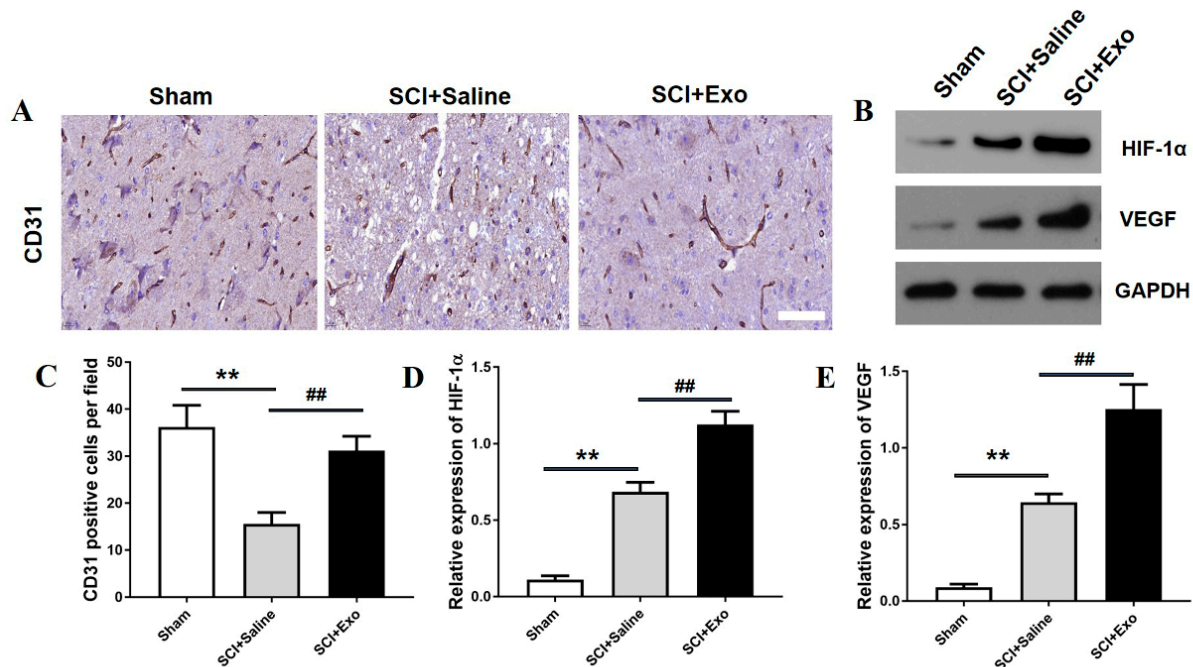 A
Sham
SCI+Saline
SCI+Exo
CD31
B
Sham
SCI+Saline
SCI+Exo
HIF-1α
VEGF
GAPDH
C
CD31 positive cells per field
50
40
30
20
10
0
**
##
Sham
SCI+Saline
SCI+Exo
D
Relative expression of HIF-1α
1.5
1.0
0.5
0.0
**
##
Sham
SCI+Saline
SCI+Exo
E
Relative expression of VEGF
1.5
1.0
0.5
0.0
**
##
Sham
SCI+Saline
SCI+Exo